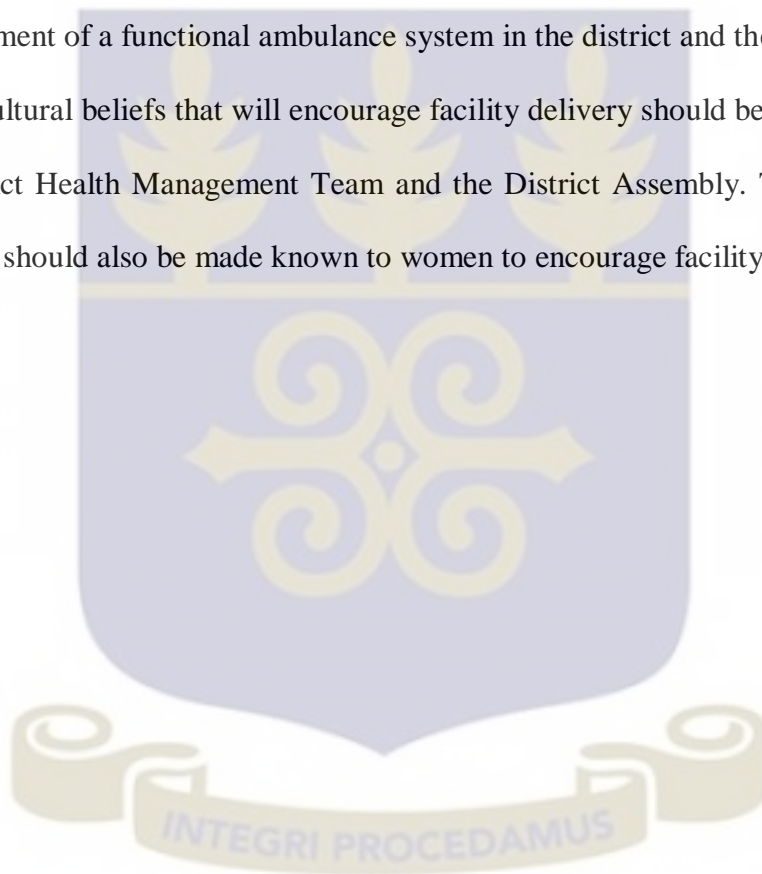 ment of a functional ambulance system in the district and the
ultural beliefs that will encourage facility delivery should be
ct Health Management Team and the District Assembly. T
should also be made known to women to encourage facility
INTEGRI PROCEDAMUS